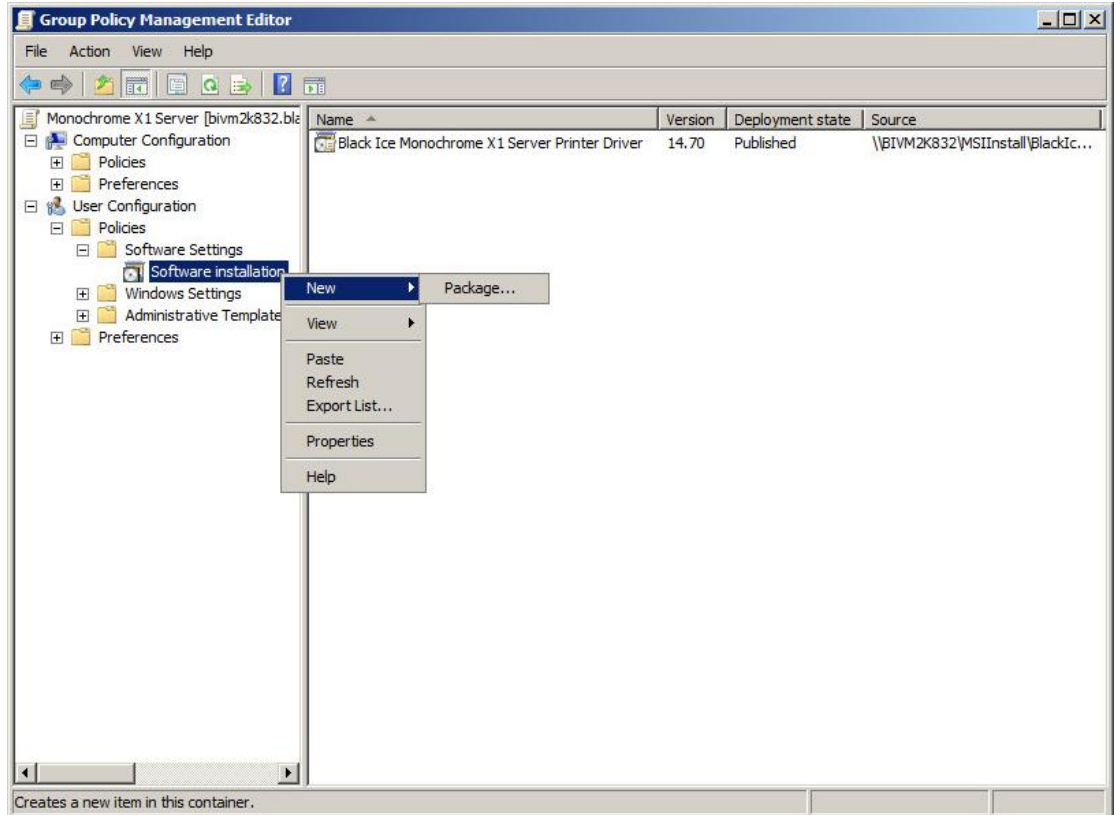 Group Policy Management Editor
File Action View Help
Monochrome X1 Server [bivm2k832.bla
Computer Configuration
Policies
Preferences
User Configuration
Policies
Software Settings
Software installation
Windows Settings
Administrative Template
Preferences
Name Version Deployment state Source
Black Ice Monochrome X1 Server Printer Driver 14.70 Published \\BIVM2K832\MSIInstall\BlackIc...
New Package...
View
Paste
Refresh
Export List...
Properties
Help
Creates a new item in this container.